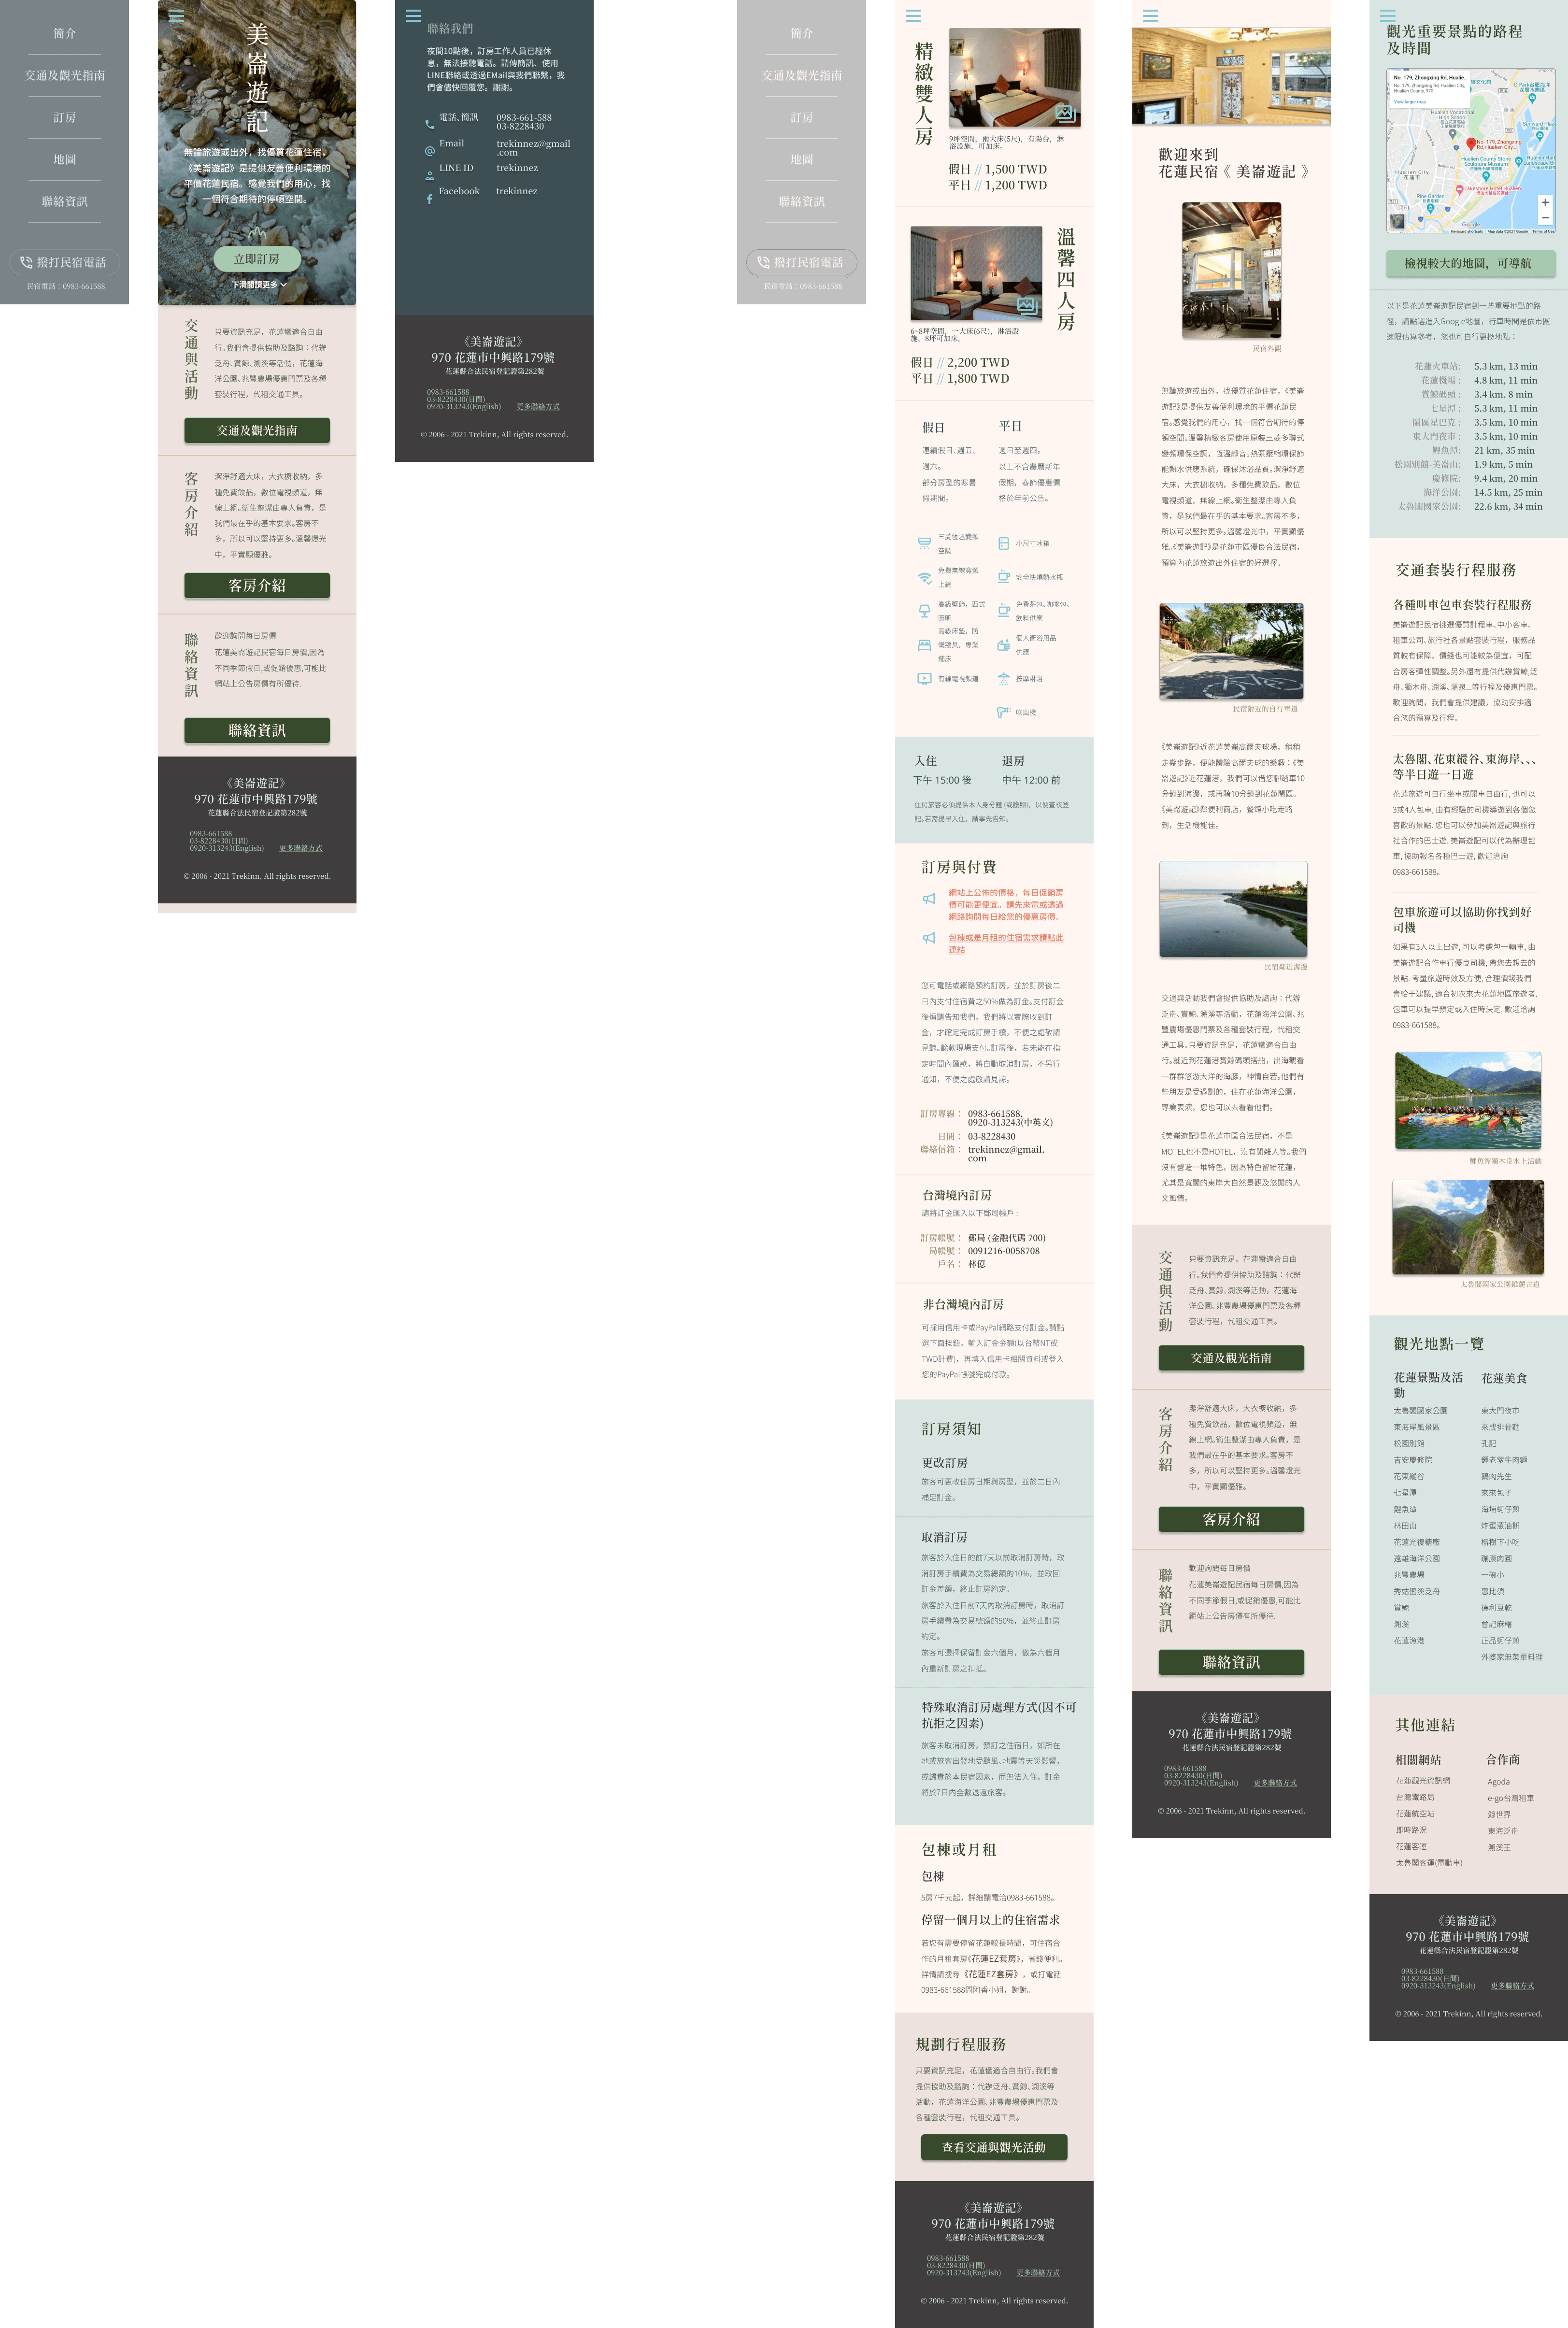 簡介
交通及觀光指南
訂房
地圖
聯絡資訊
撥打民宿電話
民宿電話：0983-661588
美崙遊記
無論旅遊或出外，找優質花蓮住宿，
《美崙遊記》是提供友善便利環境的
平價花蓮民宿。感覺我們的用心，找
一個符合期待的停頓空間。
立即訂房
下滑閱讀更多
交通與活動
只要資訊充足，花蓮蠻適合自由
行。我們會提供協助及諮詢：代辦
泛舟、賞鯨、溯溪等活動，花蓮海
洋公園、兆豐農場優惠門票及各種
套裝行程，代租交通工具。
交通及觀光指南
客房介紹
潔淨舒適大床，大衣櫥收納，多
種免費飲品，數位電視頻道，無
線上網。衛生整潔由專人負責，是
我們最在乎的基本要求。客房不
多，所以可以堅持更多。溫馨燈光
中，平實顯優雅。
客房介紹
聯絡資訊
歡迎詢問每日房價
花蓮美崙遊記民宿每日房價,因為
不同季節假日,或促銷優惠,可能比
網站上公告房價有所優待.
聯絡資訊
《美崙遊記》
970 花蓮市中興路179號
花蓮縣合法民宿登記證第282號
0983-661588
03-8228430(日間)
0920-313243(English)
更多聯絡方式
© 2006 - 2021 Trekinn, All rights reserved.
聯絡我們
夜間10點後，訂房工作人員已經休
息，無法接聽電話。請傳簡訊、使用
LINE聯絡或透過EMail與我們聯繫，我
們會儘快回覆您。謝謝。
電話、簡訊
0983-661-588
03-8228430
Email
trekinnez@gmail
.com
LINE ID
trekinnez
Facebook
trekinnez
《美崙遊記》
970 花蓮市中興路179號
花蓮縣合法民宿登記證第282號
0983-661588
03-8228430(日間)
0920-313243(English)
更多聯絡方式
© 2006 - 2021 Trekinn, All rights reserved.
簡介
交通及觀光指南
訂房
地圖
聯絡資訊
撥打民宿電話
民宿電話：0983-661588
精緻雙人房
9坪空間，兩大床(5尺)，有陽台，淋
浴設施，可加床。
假日 // 1,500 TWD
平日 // 1,200 TWD
溫馨四人房
6~8坪空間，一大床(6尺)，淋浴設
施，8坪可加床。
假日 // 2,200 TWD
平日 // 1,800 TWD
假日
連續假日、週五、
週六。
部分房型的寒暑
假期間。
平日
週日至週四。
以上不含農曆新年
假期，春節優惠價
格於年前公告。
三菱恆溫變頻
空調
小尺寸冰箱
免費無線寬頻
上網
安全快燒熱水瓶
高級壁飾，西式
照明
免費茶包、咖啡包、
飲料供應
高級床墊，防
蟎寢具，專業
鋪床
個人衛浴用品
供應
有線電視頻道
按摩淋浴
吹風機
入住
下午 15:00 後
退房
中午 12:00 前
住房旅客必須提供本人身分證 (或護照)，以便查核登
記。若需提早入住，請事先告知。
訂房與付費
網站上公佈的價格，每日促銷房
價可能更便宜。請先來電或透過
網路詢問每日給您的優惠房價。
包棟或是月租的住宿需求請點此
連結
您可電話或網路預約訂房，並於訂房後二
日內支付住宿費之50%做為訂金。支付訂金
後煩請告知我們，我們將以實際收到訂
金，才確定完成訂房手續，不便之處敬請
見諒。餘款現場支付。訂房後，若未能在指
定時間內匯款，將自動取消訂房，不另行
通知，不便之處敬請見諒。
訂房專線： 0983-661588,
0920-313243(中英文)
日間： 03-8228430
聯絡信箱： trekinnez@gmail.
com
台灣境內訂房
請將訂金匯入以下郵局帳戶 :
訂房帳號： 郵局 (金融代碼 700)
局帳號： 0091216-0058708
戶名： 林億
非台灣境內訂房
可採用信用卡或PayPal網路支付訂金。請點
選下面按鈕，輸入訂金金額(以台幣NT或
TWD計費)，再填入信用卡相關資料或登入
您的PayPal帳號完成付款。
訂房須知
更改訂房
旅客可更改住房日期與房型，並於二日內
補足訂金。
取消訂房
旅客於入住日的前7天以前取消訂房時，取
消訂房手續費為交易總額的10%，並取回
訂金差額，終止訂房約定。
旅客於入住日前7天內取消訂房時，取消訂
房手續費為交易總額的50%，並終止訂房
約定。
旅客可選擇保留訂金六個月，做為六個月
內重新訂房之扣抵。
特殊取消訂房處理方式(因不可
抗拒之因素)
旅客未取消訂房，預訂之住宿日，如所在
地或旅客出發地受颱風、地震等天災影響，
或歸責於本民宿因素，而無法入住，訂金
將於7日內全數退還旅客。
包棟或月租
包棟
5房7千元起，詳細請電洽0983-661588。
停留一個月以上的住宿需求
若您有需要停留花蓮較長時間，可住宿合
作的月租套房《花蓮EZ套房》，省錢便利。
詳情請搜尋《花蓮EZ套房》，或打電話
0983-661588問阿香小姐，謝謝。
規劃行程服務
只要資訊充足，花蓮蠻適合自由行。我們會
提供協助及諮詢：代辦泛舟、賞鯨、溯溪等
活動，花蓮海洋公園、兆豐農場優惠門票及
各種套裝行程，代租交通工具。
查看交通與觀光活動
《美崙遊記》
970 花蓮市中興路179號
花蓮縣合法民宿登記證第282號
0983-661588
03-8228430(日間)
0920-313243(English)
更多聯絡方式
© 2006 - 2021 Trekinn, All rights reserved.
歡迎來到
花蓮民宿《 美崙遊記 》
民宿外觀
無論旅遊或出外，找優質花蓮住宿，《美崙
遊記》是提供友善便利環境的平價花蓮民
宿。感覺我們的用心，找一個符合期待的停
頓空間。溫馨精緻客房使用原裝三菱多聯式
變頻環保空調，恆溫靜音。熱泵壓縮環保節
能熱水供應系統，確保沐浴品質。潔淨舒適
大床，大衣櫥收納，多種免費飲品，數位
電視頻道，無線上網。衛生整潔由專人負
責，是我們最在乎的基本要求。客房不多，
所以可以堅持更多。溫馨燈光中，平實顯優
雅。《美崙遊記》是花蓮市區優良合法民宿，
預算內花蓮旅遊出外住宿的好選擇。
民宿附近的自行車道
《美崙遊記》近花蓮美崙高爾夫球場，稍稍
走幾步路，便能體驗高爾夫球的樂趣；《美
崙遊記》近花蓮港，我們可以借您腳踏車10
分鐘到海邊，或再騎10分鐘到花蓮鬧區。
《美崙遊記》鄰便利商店，餐館小吃走路
到，生活機能佳。
民宿鄰近海邊
交通與活動我們會提供協助及諮詢：代辦
泛舟、賞鯨、溯溪等活動，花蓮海洋公園、兆
豐農場優惠門票及各種套裝行程，代租交
通工具。只要資訊充足，花蓮蠻適合自由
行。就近到花蓮港賞鯨碼頭搭船，出海觀看
一群群悠游大洋的海豚，神情自若。他們有
些朋友是受過訓的，住在花蓮海洋公園，
專業表演，您也可以去看看他們。
《美崙遊記》是花蓮市區合法民宿，不是
MOTEL也不是HOTEL，沒有閒雜人等。我們
沒有營造一堆特色，因為特色留給花蓮，
尤其是寬闊的東岸大自然景觀及悠閒的人
文風情。
交通與活動
只要資訊充足，花蓮蠻適合自由
行。我們會提供協助及諮詢：代辦
泛舟、賞鯨、溯溪等活動，花蓮海
洋公園、兆豐農場優惠門票及各種
套裝行程，代租交通工具。
交通及觀光指南
客房介紹
潔淨舒適大床，大衣櫥收納，多
種免費飲品，數位電視頻道，無
線上網。衛生整潔由專人負責，是
我們最在乎的基本要求。客房不
多，所以可以堅持更多。溫馨燈光
中，平實顯優雅。
客房介紹
聯絡資訊
歡迎詢問每日房價
花蓮美崙遊記民宿每日房價,因為
不同季節假日,或促銷優惠,可能比
網站上公告房價有所優待.
聯絡資訊
《美崙遊記》
970 花蓮市中興路179號
花蓮縣合法民宿登記證第282號
0983-661588
03-8228430(日間)
0920-313243(English)
更多聯絡方式
© 2006 - 2021 Trekinn, All rights reserved.
觀光重要景點的路程
及時間
No. 179, Zhongxing Rd, Hualie...
No. 179, Zhongxing Rd, Hualien City,
Hualien County, 970
View larger map
Hualien Vocational
High School
No. 179, Zhongxing
Rd, Hualien City,
Hualien County Stone
Sculpture Museum
Hualien City
花蓮市
Pine Garden
松園別館
Lakeshore Hotel Hualien
Google
Keyboard shortcuts
Map data ©2021 Google
Terms of Use
檢視較大的地圖，可導航
以下是花蓮美崙遊記民宿到一些重要地點的路
徑，請點選進入Google地圖，行車時間是依市區
速限估算參考，您也可自行更換地點：
花蓮火車站: 5.3 km, 13 min
花蓮機場 : 4.8 km, 11 min
賞鯨碼頭 : 3.4 km. 8 min
七星潭 : 5.3 km, 11 min
鬧區星巴克 : 3.5 km, 10 min
東大門夜市 : 3.5 km, 10 min
鯉魚潭: 21 km, 35 min
松園別館-美崙山: 1.9 km, 5 min
慶修院: 9.4 km, 20 min
海洋公園: 14.5 km, 25 min
太魯閣國家公園: 22.6 km, 34 min
交通套裝行程服務
各種叫車包車套裝行程服務
美崙遊記民宿挑選優質計程車、中小客車、
租車公司、旅行社各景點套裝行程，服務品
質較有保障，價錢也可能較為便宜，可配
合房客彈性調整。另外還有提供代辦賞鯨,泛
舟、獨木舟、溯溪、溫泉...等行程及優惠門票。
歡迎詢問，我們會提供建議，協助安排適
合您的預算及行程。
太魯閣、花東縱谷、東海岸、、、
等半日遊一日遊
花蓮旅遊可自行坐車或開車自由行, 也可以
3或4人包車, 由有經驗的司機導遊到各個您
喜歡的景點. 您也可以參加美崙遊記與旅行
社合作的巴士遊. 美崙遊記可以代為辦理包
車, 協助報名各種巴士遊, 歡迎洽詢
0983-661588。
包車旅遊可以協助你找到好
司機
如果有3人以上出遊, 可以考慮包一輛車, 由
美崙遊記合作車行優良司機, 帶您去想去的
景點. 考量旅遊時效及方便, 合理價錢我們
會給于建議, 適合初次來大花蓮地區旅遊者.
包車可以提早預定或入住時決定, 歡迎洽詢
0983-661588。
鯉魚潭獨木舟水上活動
太魯閣國家公園錐麓古道
觀光地點一覽
花蓮景點及活
動
太魯閣國家公園
東海岸風景區
松園別館
吉安慶修院
花東縱谷
七星潭
鯉魚潭
林田山
花蓮光復糖廠
遠雄海洋公園
兆豐農場
秀姑巒溪泛舟
賞鯨
溯溪
花蓮漁港
花蓮美食
東大門夜市
來成排骨麵
孔記
鍾老爹牛肉麵
鵝肉先生
來來包子
海埔蚵仔煎
炸蛋蔥油餅
榕樹下小吃
蹦康肉圓
一碗小
惠比須
德利豆乾
曾記麻糬
正品蚵仔煎
外婆家無菜單料理
其他連結
相關網站
花蓮觀光資訊網
台灣鐵路局
花蓮航空站
即時路況
花蓮客運
太魯閣客運(電動車)
合作商
Agoda
e-go台灣租車
鯨世界
東海泛舟
溯溪王
《美崙遊記》
970 花蓮市中興路179號
花蓮縣合法民宿登記證第282號
0983-661588
03-8228430(日間)
0920-313243(English)
更多聯絡方式
© 2006 - 2021 Trekinn, All rights reserved.